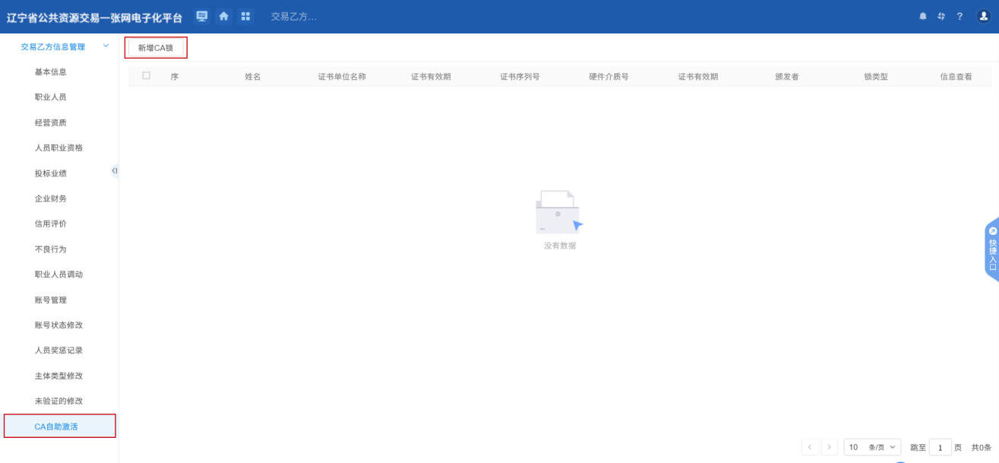 辽宁省公共资源交易一张网电子化平台 交易乙方...
交易乙方信息管理
新增CA锁
基本信息
职业人员
经营资质
人员职业资格
投标业绩
企业财务
信用评价
不良行为
职业人员调动
账号管理
账号状态修改
人员奖惩记录
主体类型修改
未验证的修改
CA自助激活
序 姓名 证书单位名称 证书有效期 证书序列号 硬件介质号 证书有效期 颁发者 锁类型 信息查看
没有数据
快捷入口
10 条/页 跳至 1 页 共0条